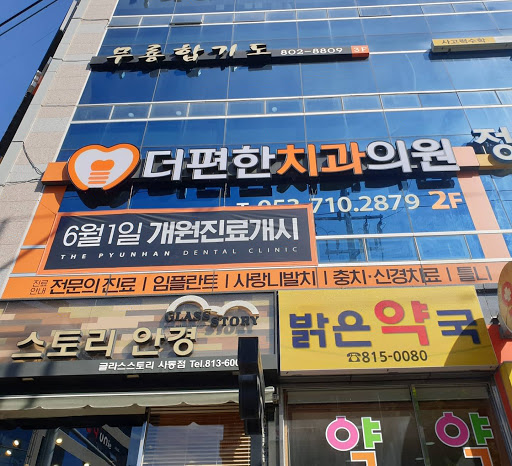 무릉합기도 802-8809 3F
사고력수학
더편한치과의원
710.2879 2F
6월1일 개원진료개시
THE PYUNHAN DENTAL CLINIC
진료안내 전문의 진료 | 임플란트 | 사랑니발치 | 충치·신경치료 | 틀니
GLASS STORY
스토리 안경
글라스스토리 사동점 Tel.813-600
밝은약국
☎815-0080
약 약